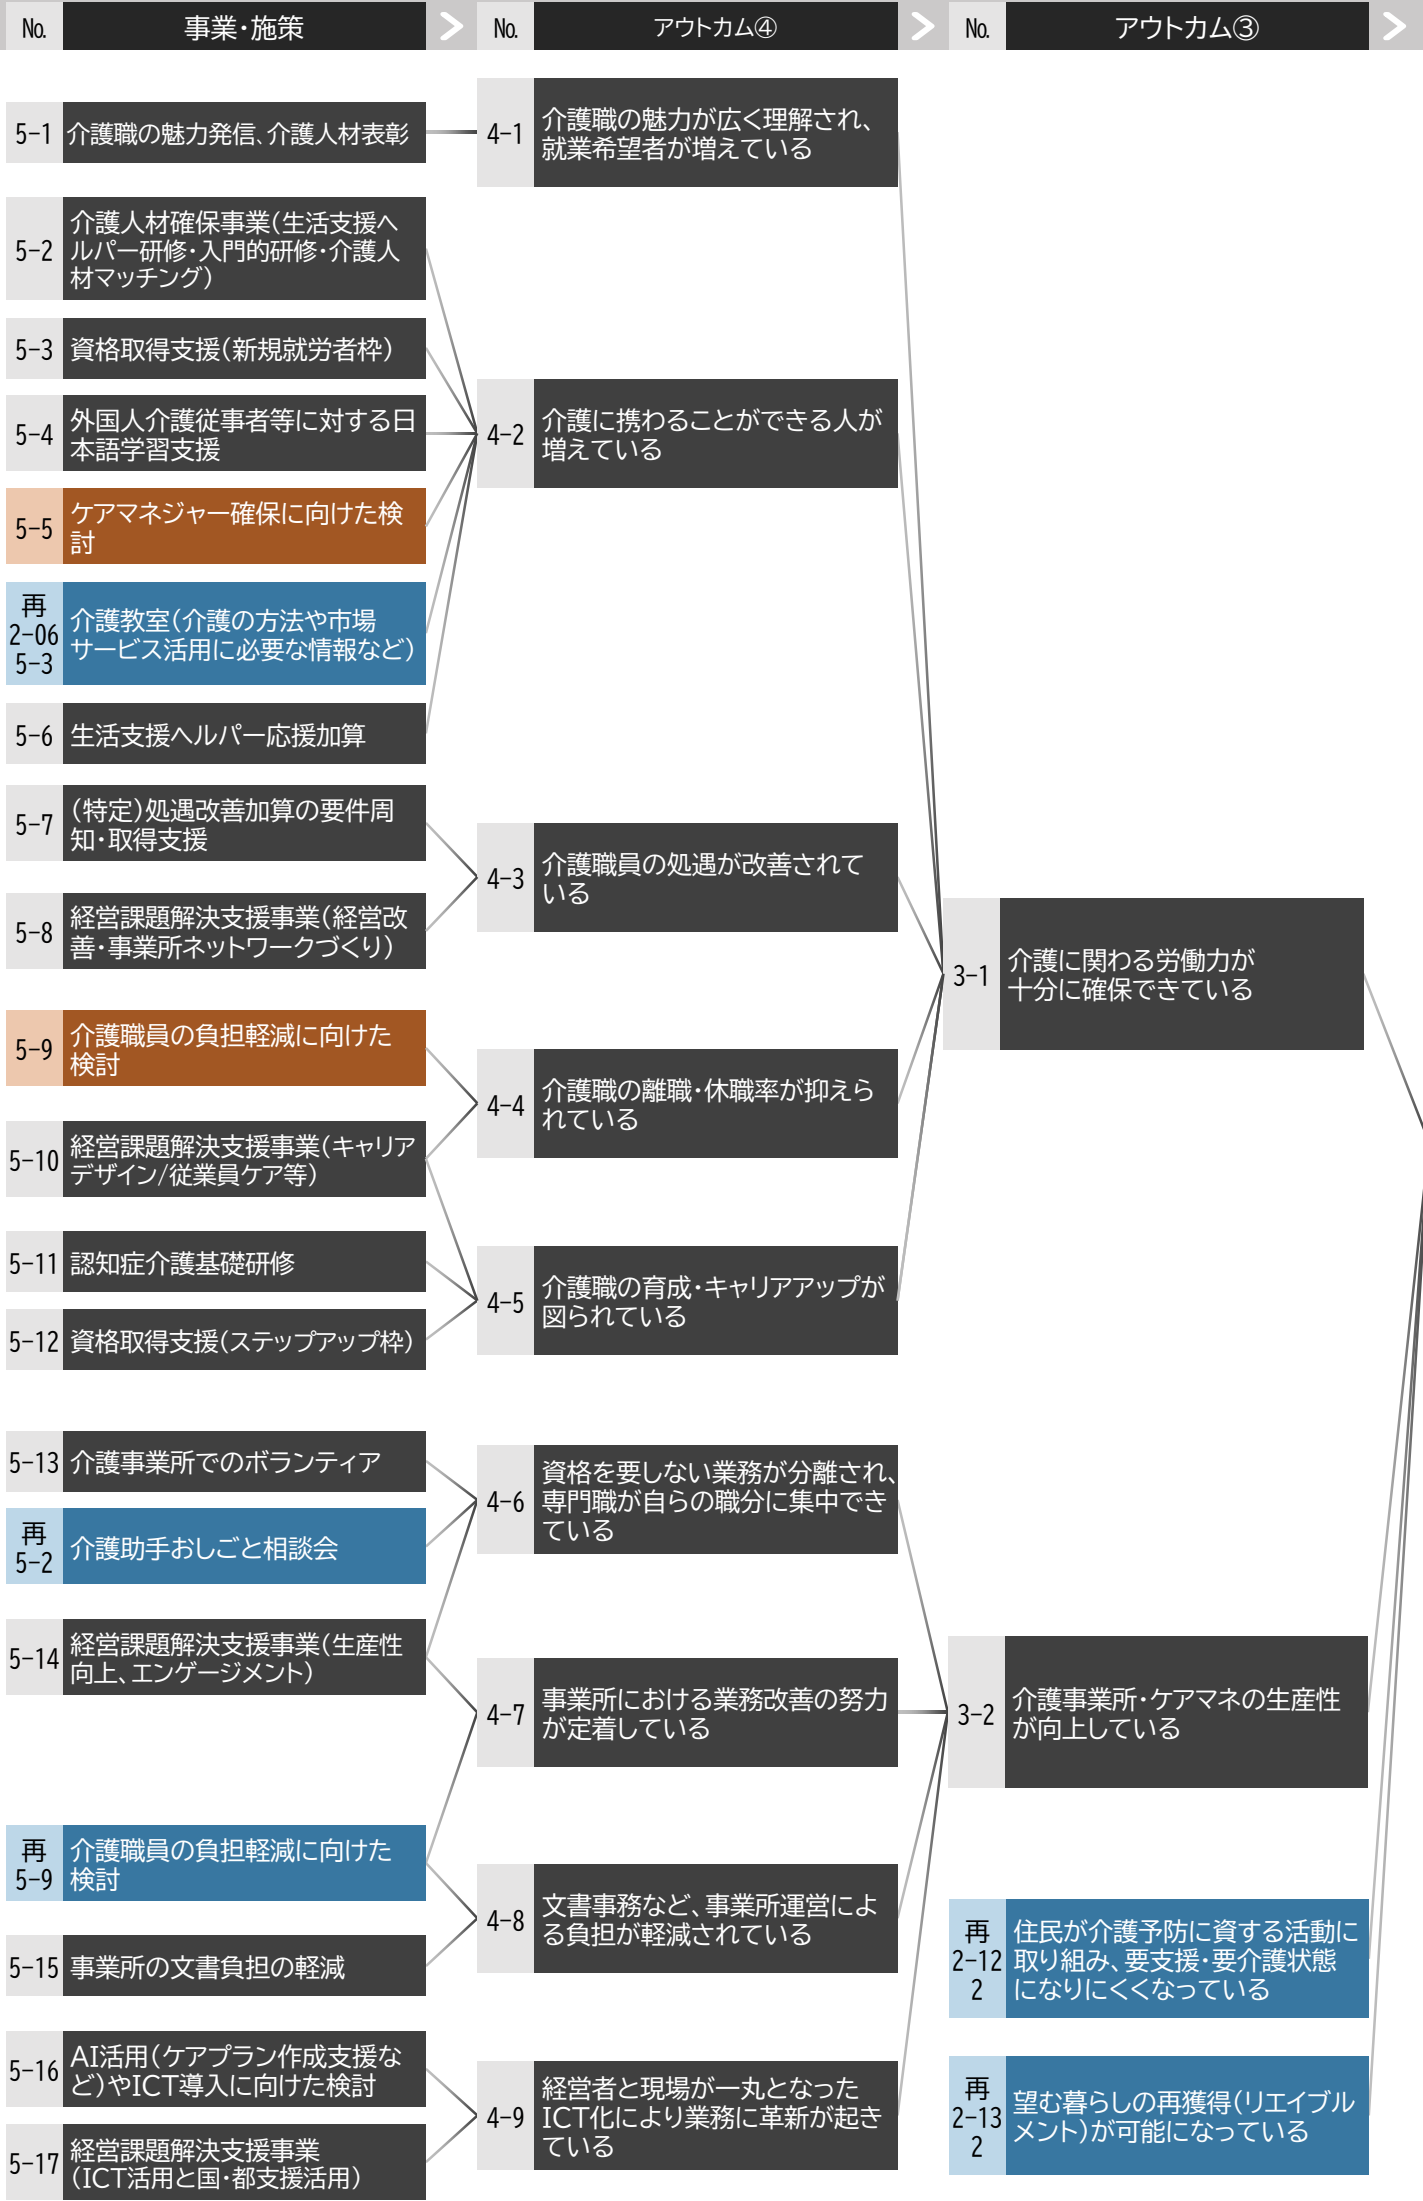 No.
事業・施策
No.
アウトカム④
No.
アウトカム③
5-1
介護職の魅力発信、介護人材表彰
5-2
介護人材確保事業(生活支援ヘ
ルパー研修・入門的研修・介護人
材マッチング)
5-3
資格取得支援(新規就労者枠)
5-4
外国人介護従事者等に対する日
本語学習支援
5-5
ケアマネジャー確保に向けた検
討
再
2-06
5-3
介護教室(介護の方法や市場
サービス活用に必要な情報など)
5-6
生活支援ヘルパー応援加算
5-7
(特定)処遇改善加算の要件周
知・取得支援
5-8
経営課題解決支援事業(経営改
善・事業所ネットワークづくり)
5-9
介護職員の負担軽減に向けた
検討
5-10
経営課題解決支援事業(キャリア
デザイン/従業員ケア等)
5-11
認知症介護基礎研修
5-12
資格取得支援(ステップアップ枠)
5-13
介護事業所でのボランティア
再
5-2
介護助手おしごと相談会
5-14
経営課題解決支援事業(生産性
向上、エンゲージメント)
再
5-9
介護職員の負担軽減に向けた
検討
5-15
事業所の文書負担の軽減
5-16
AI活用(ケアプラン作成支援な
ど)やICT導入に向けた検討
5-17
経営課題解決支援事業
(ICT活用と国・都支援活用)
4-1
介護職の魅力が広く理解され、
就業希望者が増えている
4-2
介護に携わることができる人が
増えている
4-3
介護職員の処遇が改善されて
いる
4-4
介護職の離職・休職率が抑えら
れている
4-5
介護職の育成・キャリアアップが
図られている
4-6
資格を要しない業務が分離され、
専門職が自らの職分に集中でき
ている
4-7
事業所における業務改善の努力
が定着している
4-8
文書事務など、事業所運営によ
る負担が軽減されている
4-9
経営者と現場が一丸となった
ICT化により業務に革新が起き
ている
3-1
介護に関わる労働力が
十分に確保できている
3-2
介護事業所・ケアマネの生産性
が向上している
再
2-12
2
住民が介護予防に資する活動に
取り組み、要支援・要介護状態
になりにくくなっている
再
2-13
2
望む暮らしの再獲得(リエイブル
メント)が可能になっている